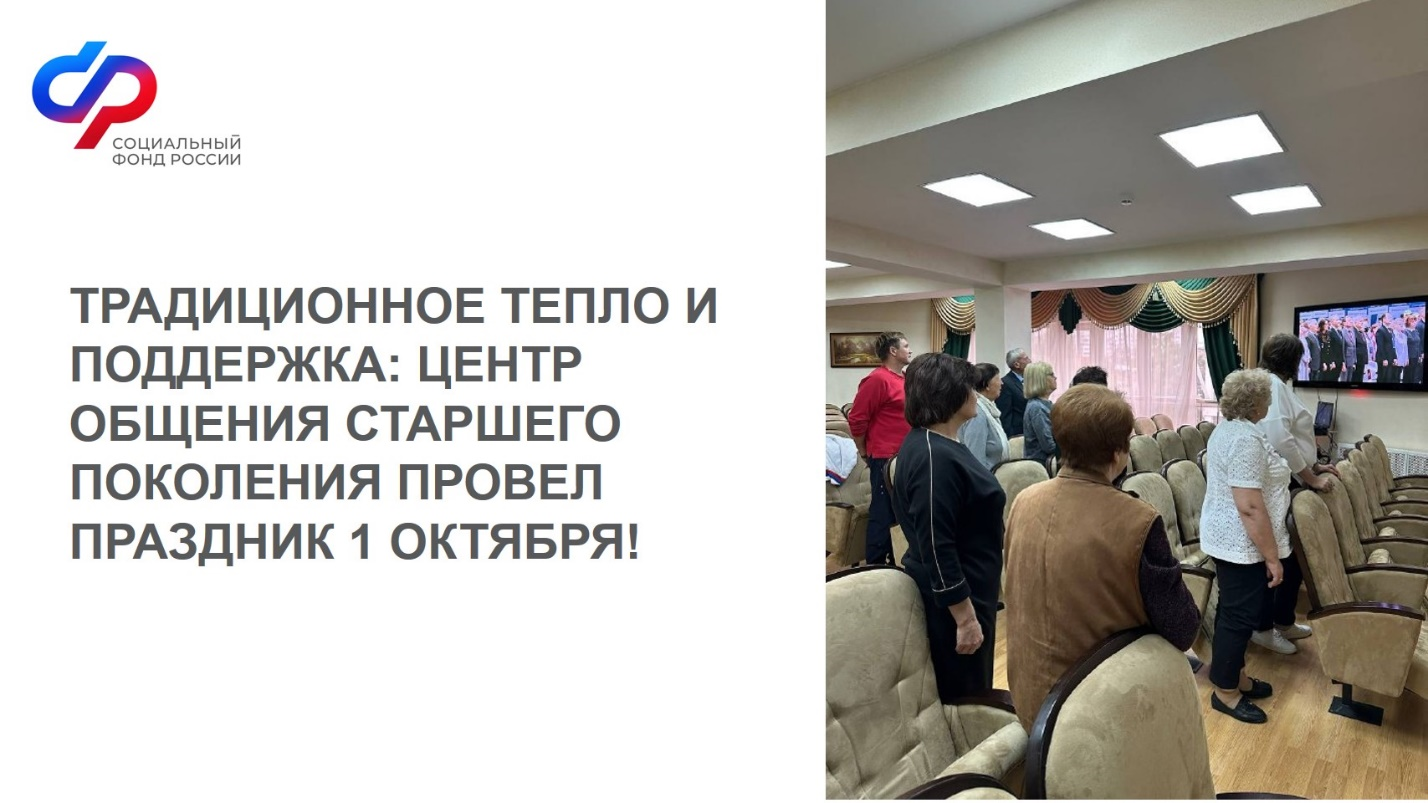 СОЦИАЛЬНЫЙ
ФОНД РОССИИ
ТРАДИЦИОННОЕ ТЕПЛО И
ПОДДЕРЖКА: ЦЕНТР
ОБЩЕНИЯ СТАРШЕГО
ПОКОЛЕНИЯ ПРОВЕЛ
ПРАЗДНИК 1 ОКТЯБРЯ!